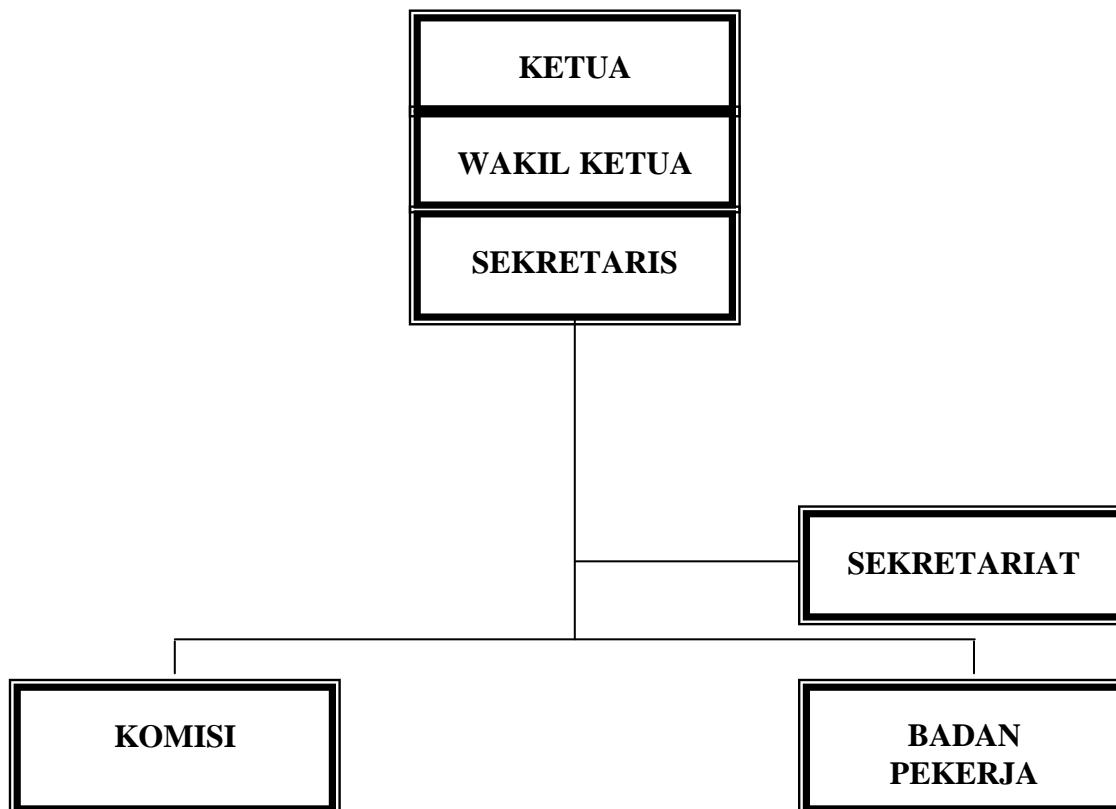 KETUA
WAKIL KETUA
SEKRETARIS
SEKRETARIAT
KOMISI
BADAN
PEKERJA